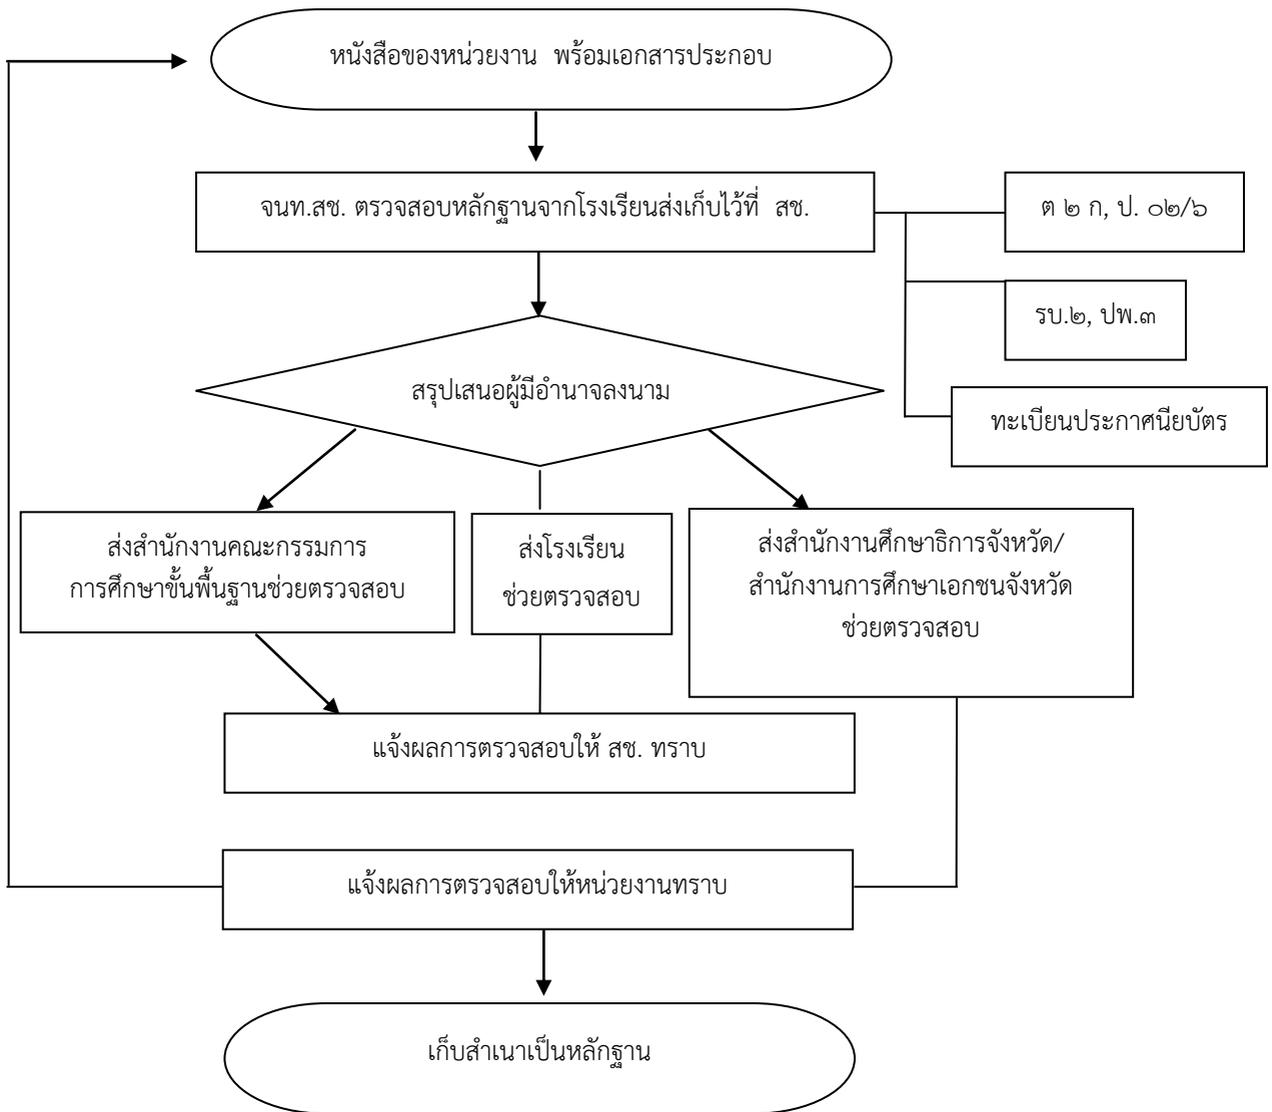 หนังสือของหน่วยงาน พร้อมเอกสารประกอบ
จนท.สช. ตรวจสอบหลักฐานจากโรงเรียนส่งเก็บไว้ที่ สช.
ต ๒ ก, ป. ๐๒/๖
รบ.๒, ปพ.๓
ทะเบียนประกาศนียบัตร
สรุปเสนอผู้มีอำนาจลงนาม
ส่งสำนักงานคณะกรรมการ
การศึกษาขั้นพื้นฐานช่วยตรวจสอบ
ส่งโรงเรียน
ช่วยตรวจสอบ
ส่งสำนักงานศึกษาธิการจังหวัด/
สำนักงานการศึกษาเอกชนจังหวัด
ช่วยตรวจสอบ
แจ้งผลการตรวจสอบให้ สช. ทราบ
แจ้งผลการตรวจสอบให้หน่วยงานทราบ
เก็บสำเนาเป็นหลักฐาน